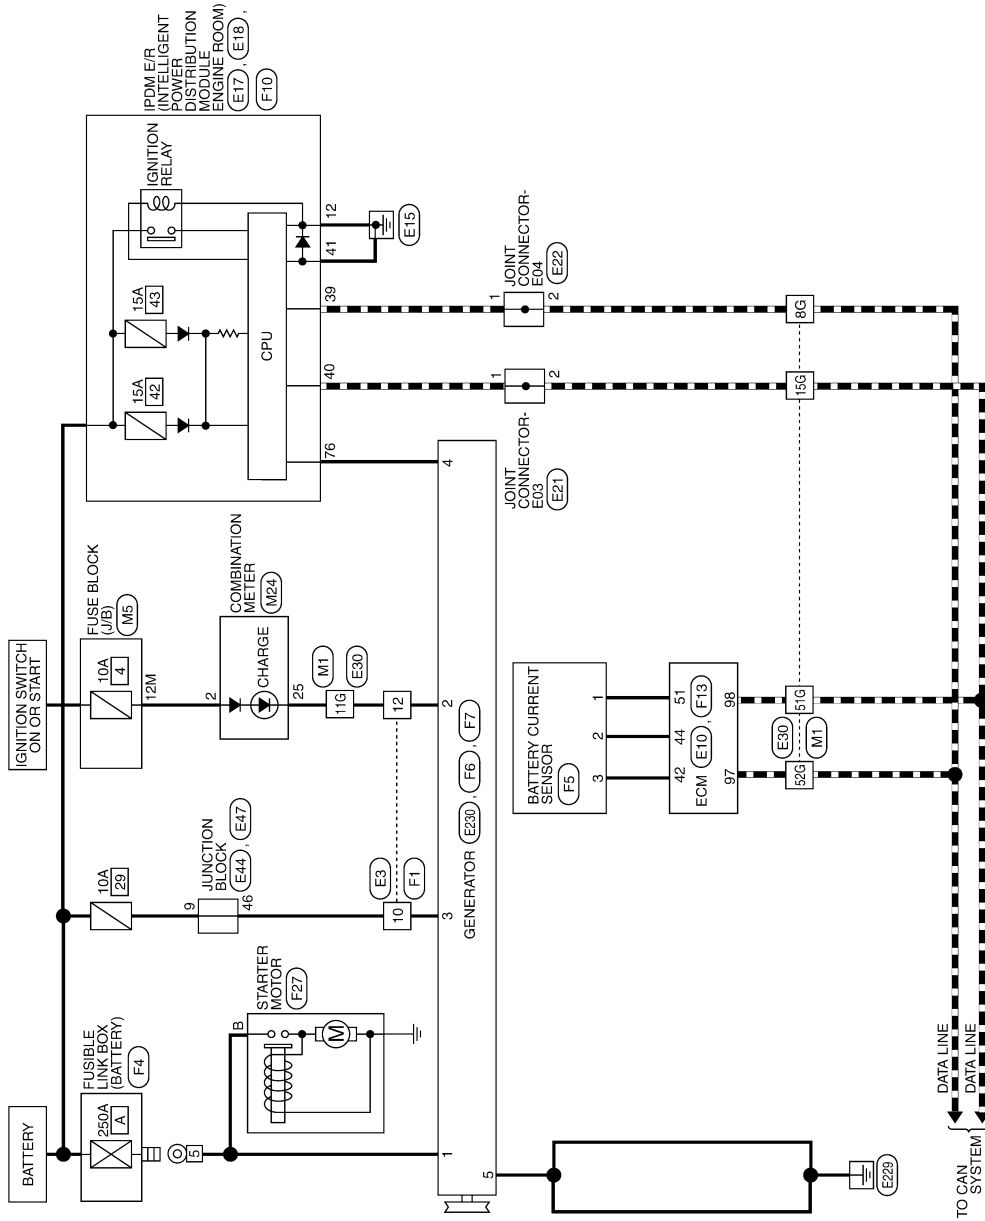 BATTERY
FUSIBLE
LINK BOX
(BATTERY)
F4
250A
A
5
10A
29
JUNCTION
BLOCK
E44 , E47
9
46
STARTER
MOTOR
F27
B
M
E3
F1
10
12
IGNITION SWITCH
ON OR START
FUSE BLOCK
(J/B)
M5
10A
4
12M
COMBINATION
METER
M24
CHARGE
2
25
M1
E30
11G
IPDM E/R
(INTELLIGENT
POWER
DISTRIBUTION
MODULE
ENGINE ROOM)
E17 , E18 ,
F10
IGNITION
RELAY
15A
42
15A
43
CPU
76
40
39
41
12
E15
1
3
2
4
5
GENERATOR E230 , F6 , F7
JOINT
CONNECTOR-
E03
E21
1
2
JOINT
CONNECTOR-
E04
E22
1
2
BATTERY CURRENT
SENSOR
F5
3
2
1
42
44
51
ECM E10 , F13
97
98
E30
M1
52G
51G
15G
8G
E229
DATA LINE
DATA LINE
TO CAN
SYSTEM